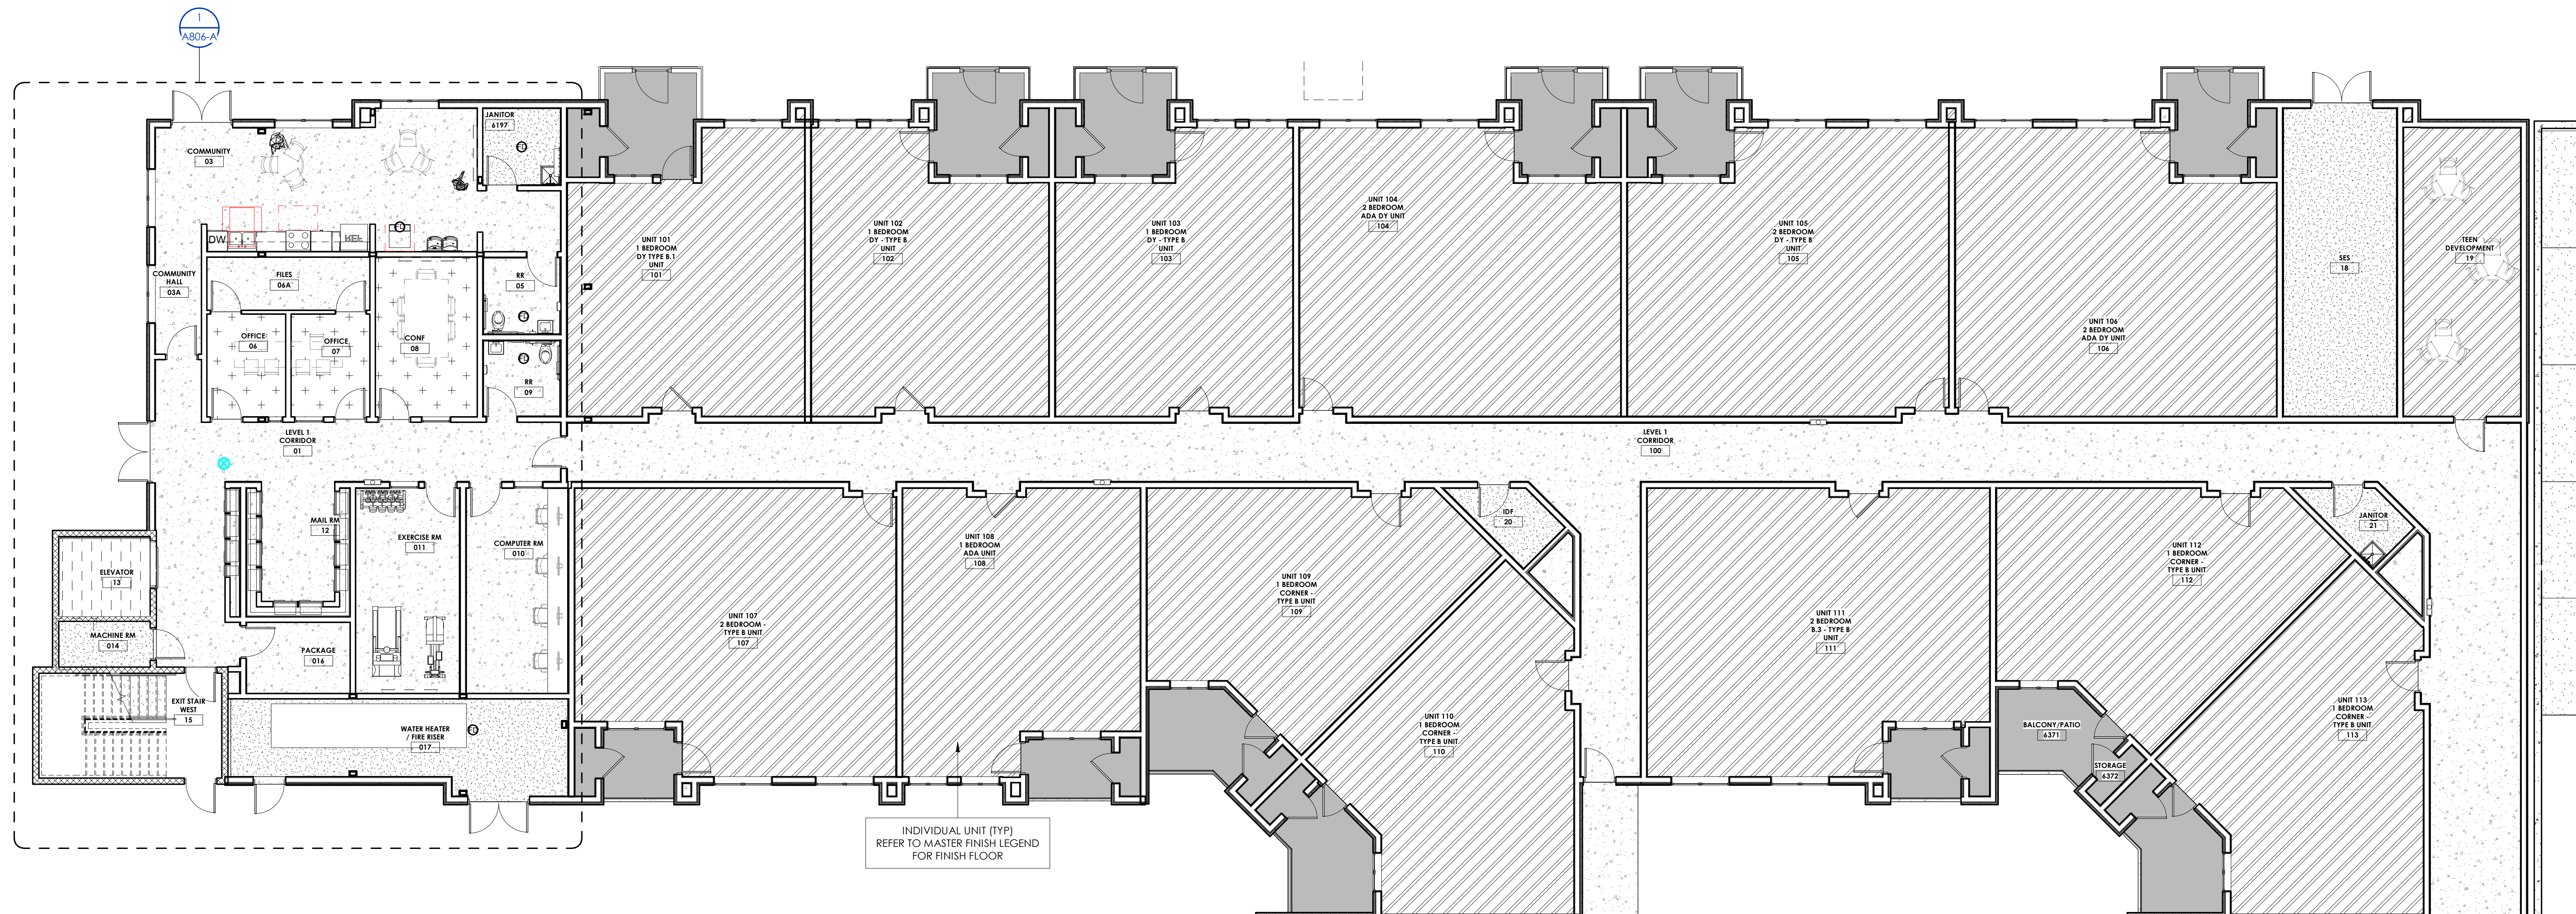 1
A806-A
JANITOR
6197
FD
COMMUNITY
03
DW
REF
FD
COMMUNITY
HALL
03A
FILES
06A
RR
05
FD
OFFICE
06
OFFICE
07
CONF
08
FD
RR
09
LEVEL 1
CORRIDOR
01
MAIL RM
12
EXERCISE RM
011
COMPUTER RM
010
ELEVATOR
13
MACHINE RM
014
PACKAGE
016
EXIT STAIR
WEST
15
WATER HEATER
/ FIRE RISER
017
FD
UNIT 101
1 BEDROOM
DY TYPE B.1
UNIT
101
UNIT 102
1 BEDROOM
DY - TYPE B
UNIT
102
UNIT 103
1 BEDROOM
DY - TYPE B
UNIT
103
UNIT 104
2 BEDROOM
ADA DY UNIT
104
UNIT 105
2 BEDROOM
DY - TYPE B
UNIT
105
UNIT 106
2 BEDROOM
ADA DY UNIT
106
SES
18
TEEN
DEVELOPMENT
19
LEVEL 1
CORRIDOR
100
UNIT 107
2 BEDROOM -
TYPE B UNIT
107
UNIT 108
1 BEDROOM
ADA UNIT
108
UNIT 109
1 BEDROOM
CORNER -
TYPE B UNIT
109
IDF
20
UNIT 110
1 BEDROOM
CORNER -
TYPE B UNIT
110
UNIT 111
2 BEDROOM
B.3 - TYPE B
UNIT
111
UNIT 112
1 BEDROOM
CORNER -
TYPE B UNIT
112
JANITOR
21
UNIT 113
1 BEDROOM
CORNER -
TYPE B UNIT
113
BALCONY/PATIO
6371
STORAGE
6372
INDIVIDUAL UNIT (TYP)
REFER TO MASTER FINISH LEGEND
FOR FINISH FLOOR